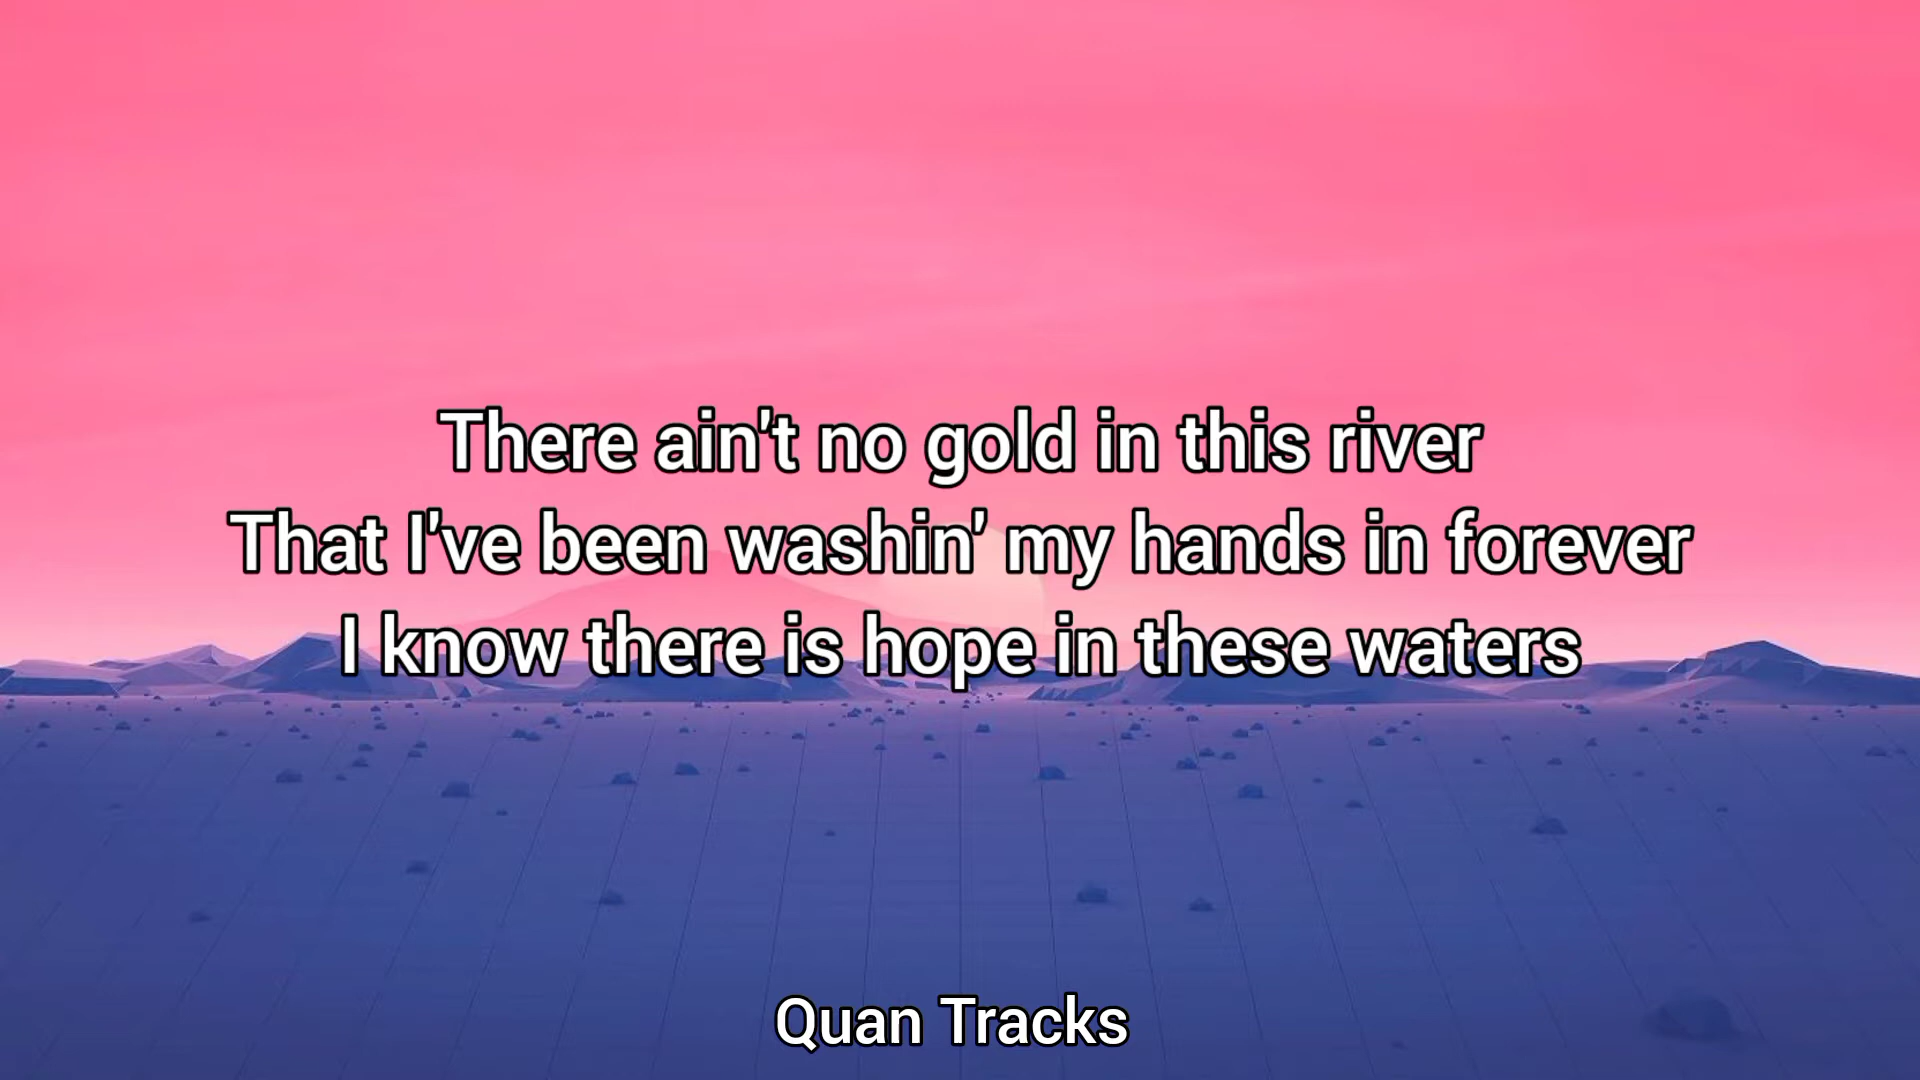 There ain't no gold in this river
That I've been washin' my hands in forever
I know there is hope in these waters
Quan Tracks